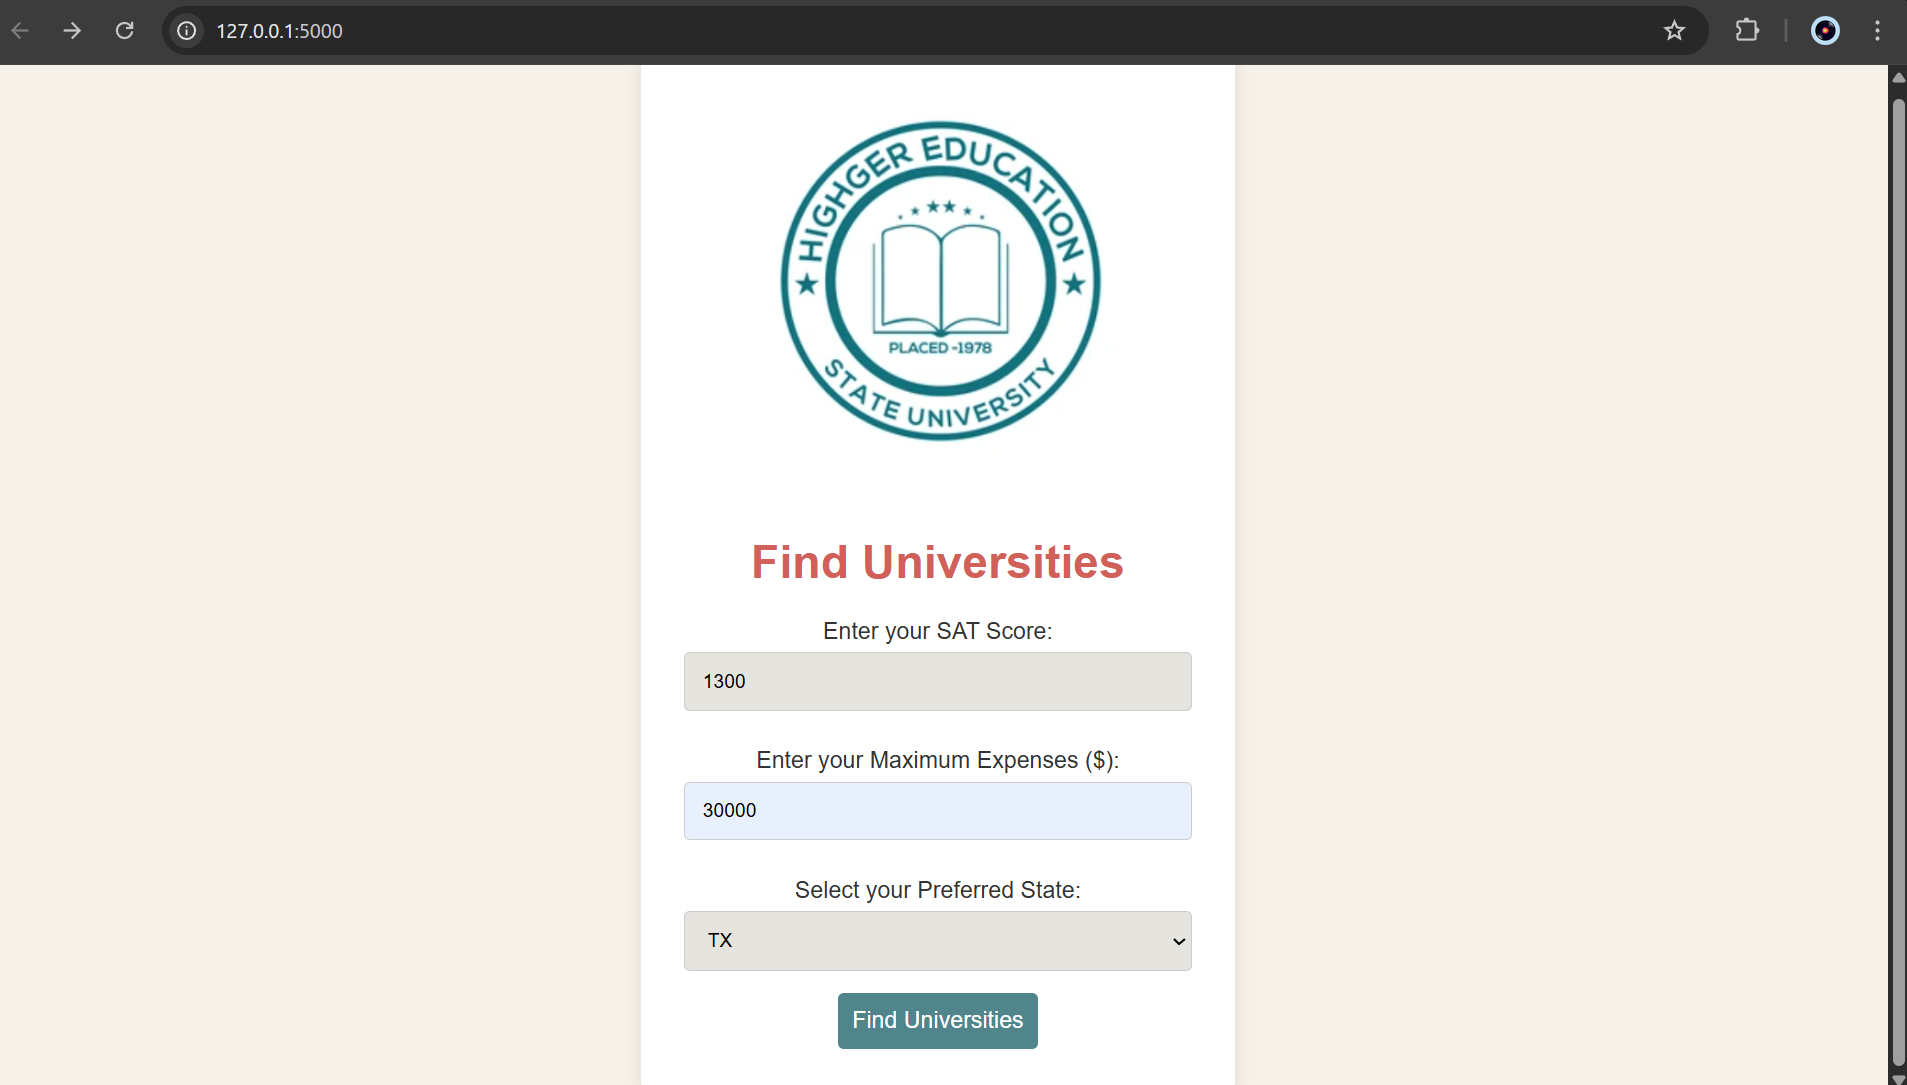 127.0.0.1:5000
HIGHGER EDUCATION
PLACED -1978
STATE UNIVERSITY
Find Universities
Enter your SAT Score:
1300
Enter your Maximum Expenses ($):
30000
Select your Preferred State:
TX
Find Universities